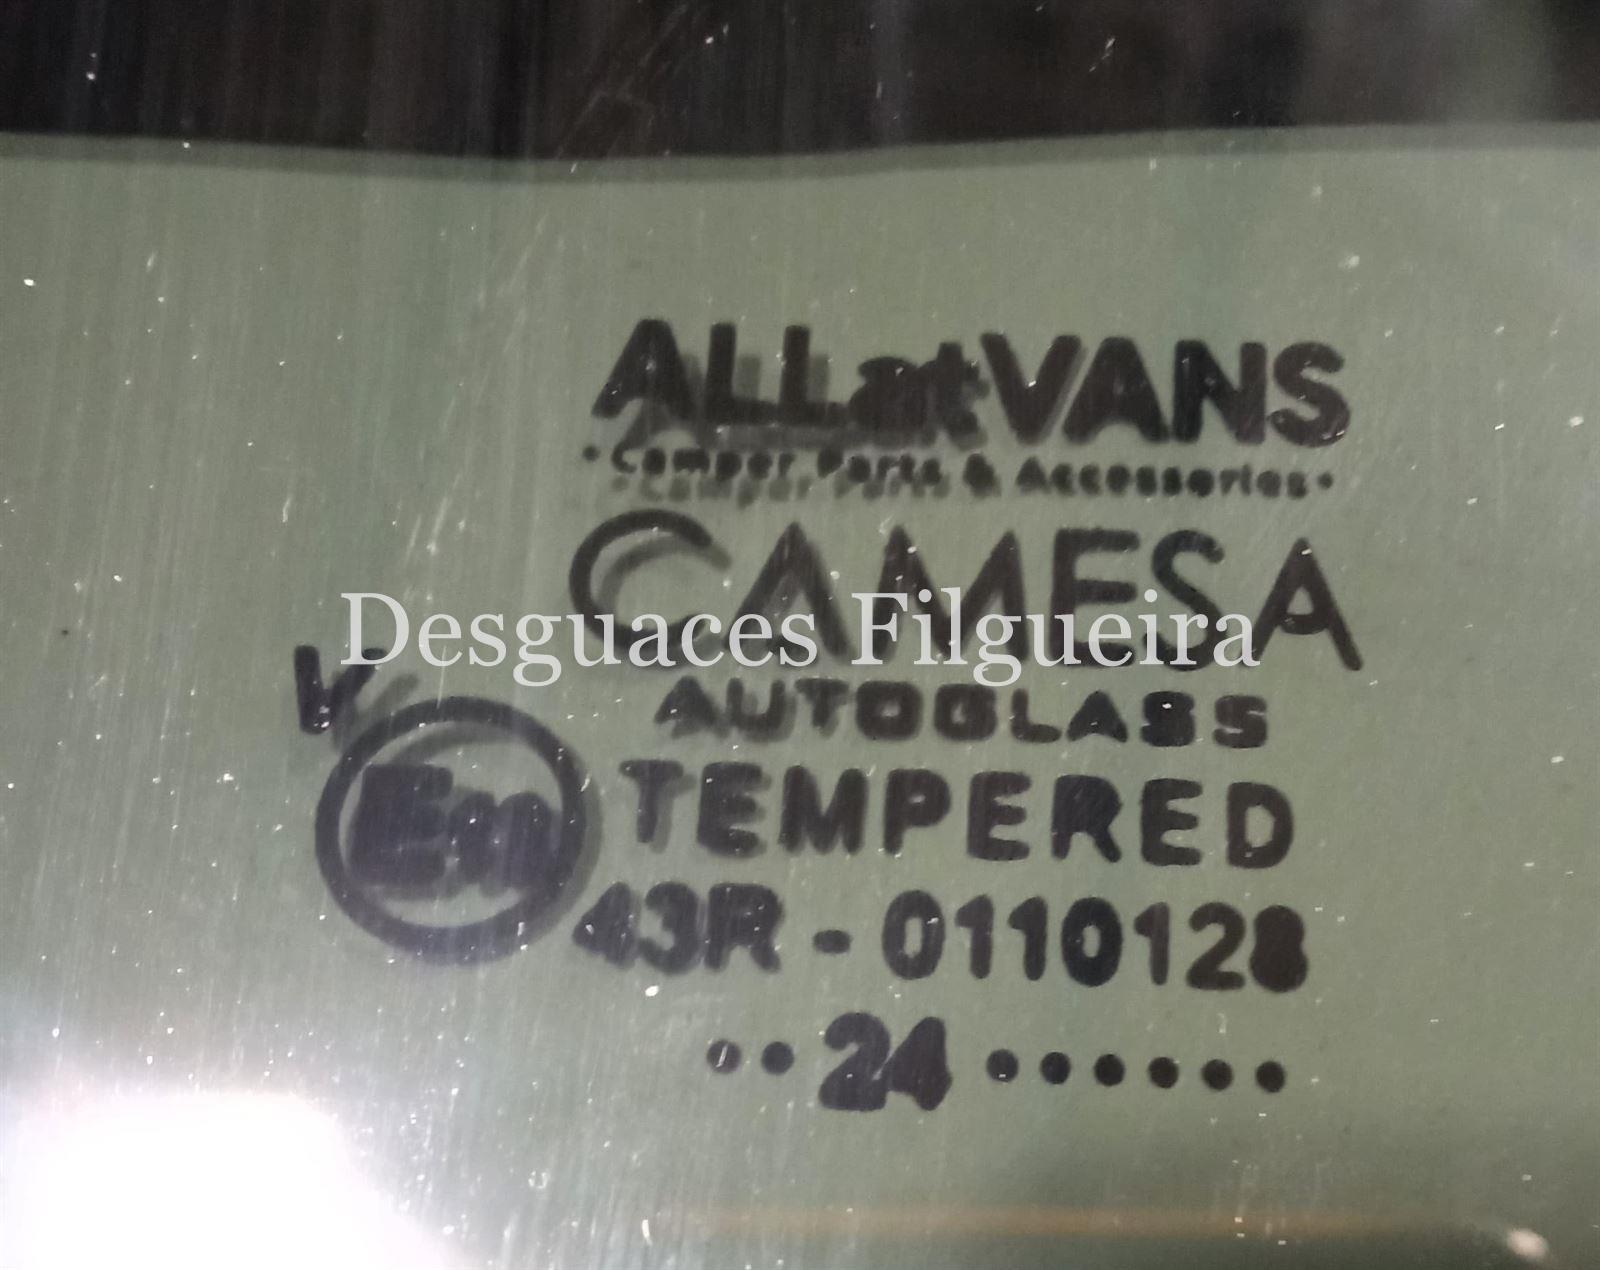 ALLatVANS
· Camper Parts & Accessories ·
CAMESA
Desguaces Filgueira
AUTOGLASS
V
TEMPERED
43R - 0110128
··24······